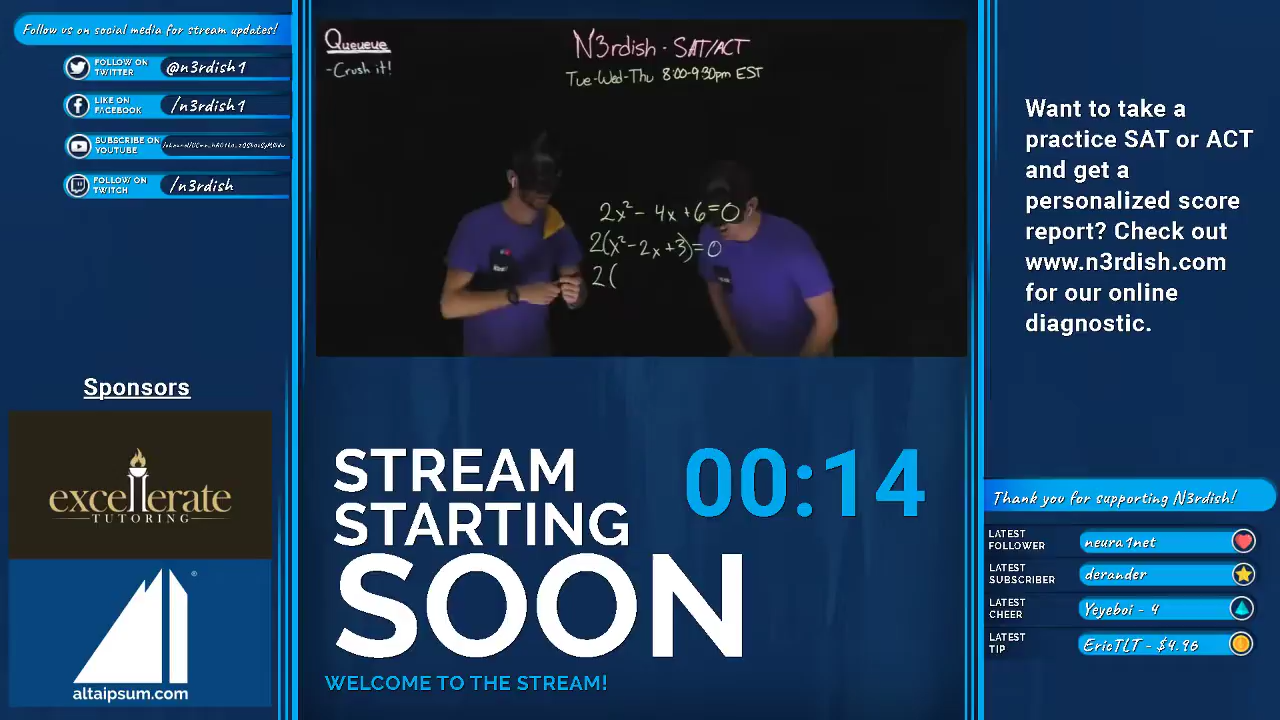 Follow us on social media for stream updates!
FOLLOW ON TWITTER
@n3rdish1
LIKE ON FACEBOOK
/n3rdish1
SUBSCRIBE ON YOUTUBE
FOLLOW ON TWITCH
/n3rdish
Sponsors
excellerate
TUTORING
altaipsum.com
Queueue
-Crush it!
N3rdish - SAT/ACT
Tue-Wed-Thu 8:00-9:30pm EST
2x²- 4x+6=0
2(x²-2x+3)=0
2(
STREAM
STARTING
SOON
00:14
WELCOME TO THE STREAM!
Want to take a
practice SAT or ACT
and get a
personalized score
report? Check out
www.n3rdish.com
for our online
diagnostic.
Thank you for supporting N3rdish!
LATEST FOLLOWER
neura1net
LATEST SUBSCRIBER
derander
LATEST CHEER
Yeyeboi - 4
LATEST TIP
EricTLT - $4.96